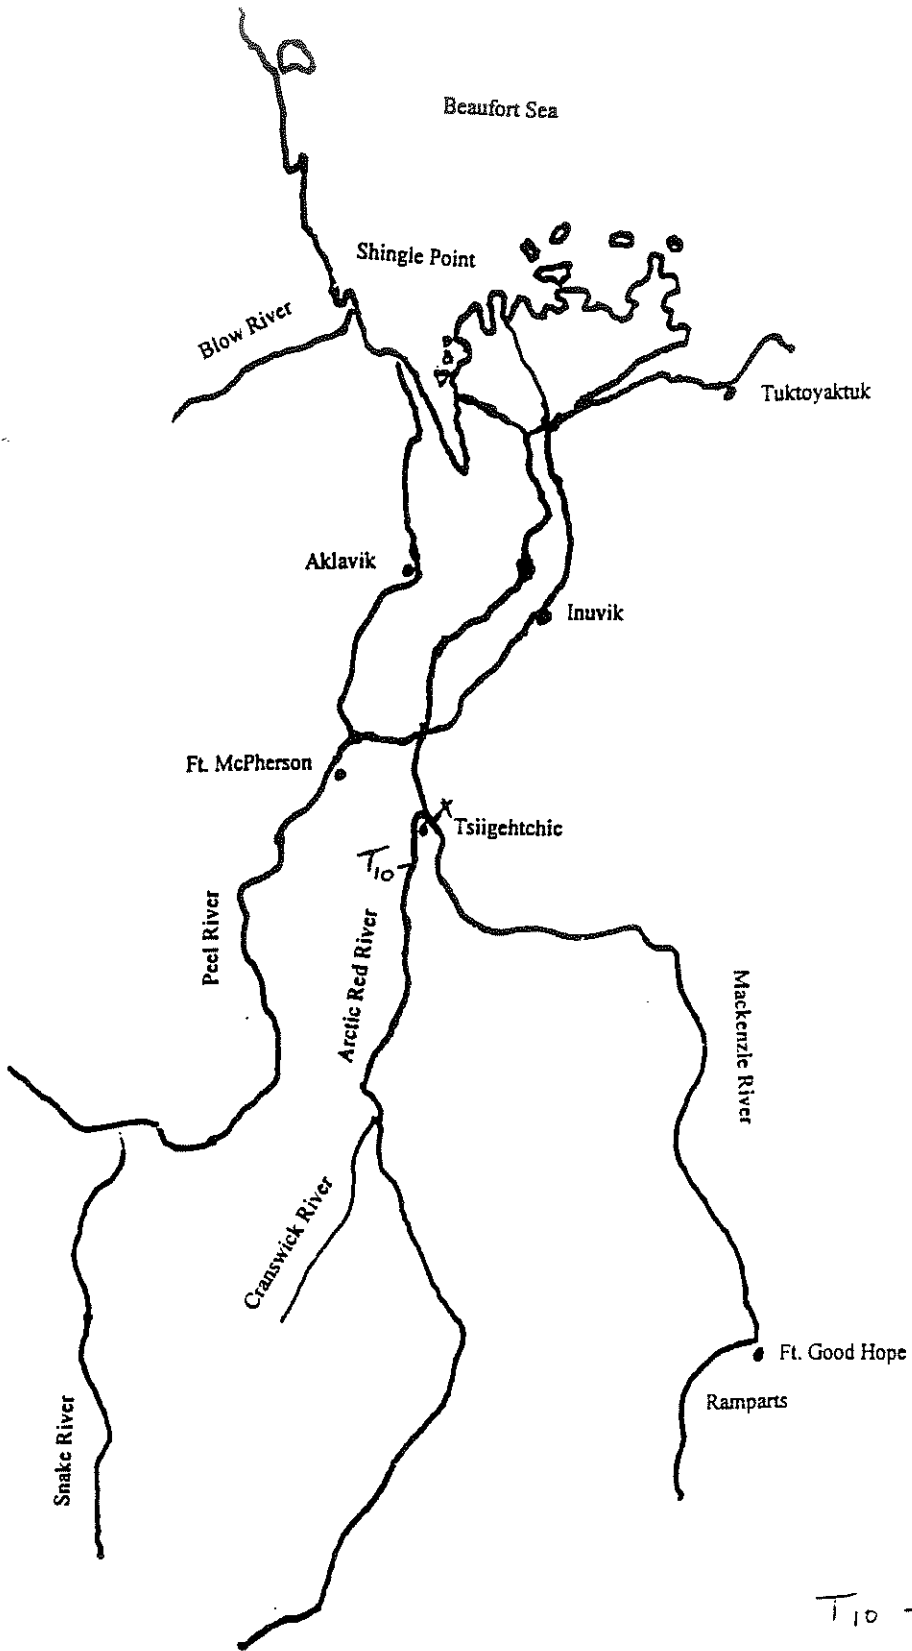 Beaufort Sea
Shingle Point
Blow River
Tuktoyaktuk
Aklavik
Inuvik
Ft. McPherson
X
Tsiigehtchic
T10 -
Peel River
Arctic Red River
Mackenzie River
Cranswick River
Ft. Good Hope
Ramparts
Snake River
T10 -